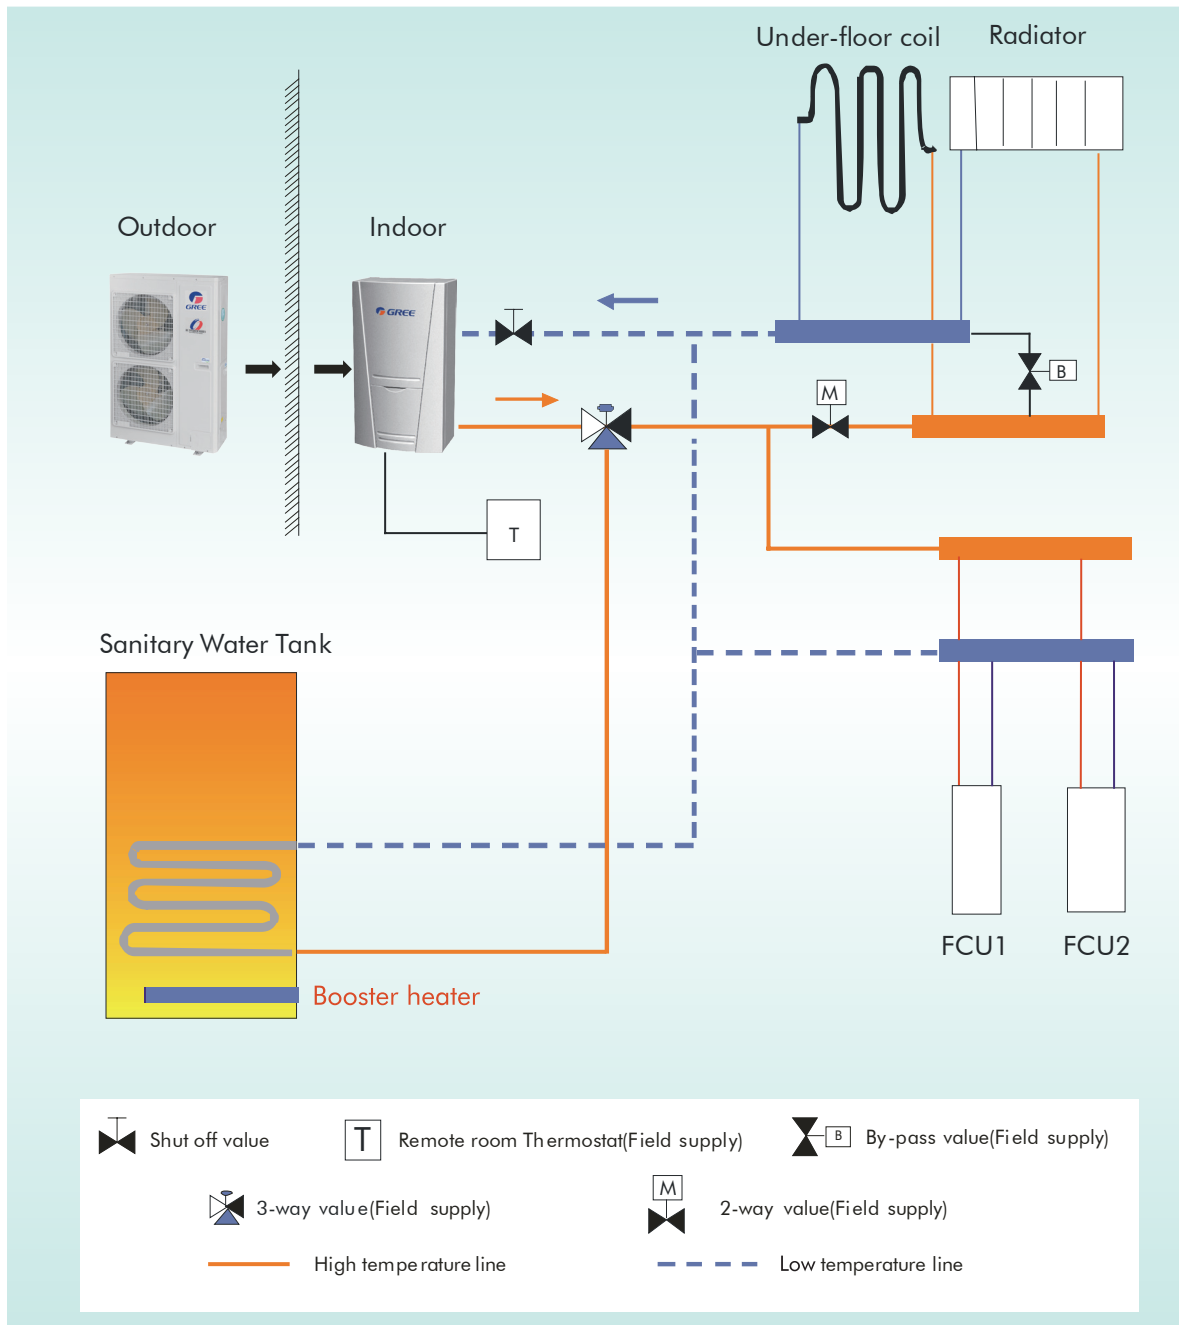 Under-floor coil
Radiator
Outdoor
Indoor
GREE
GREE
M
B
T
Sanitary Water Tank
FCU1
FCU2
Booster heater
Shut off value
T
Remote room Thermostat(Field supply)
B
By-pass value(Field supply)
3-way value(Field supply)
M
2-way value(Field supply)
High temperature line
Low temperature line